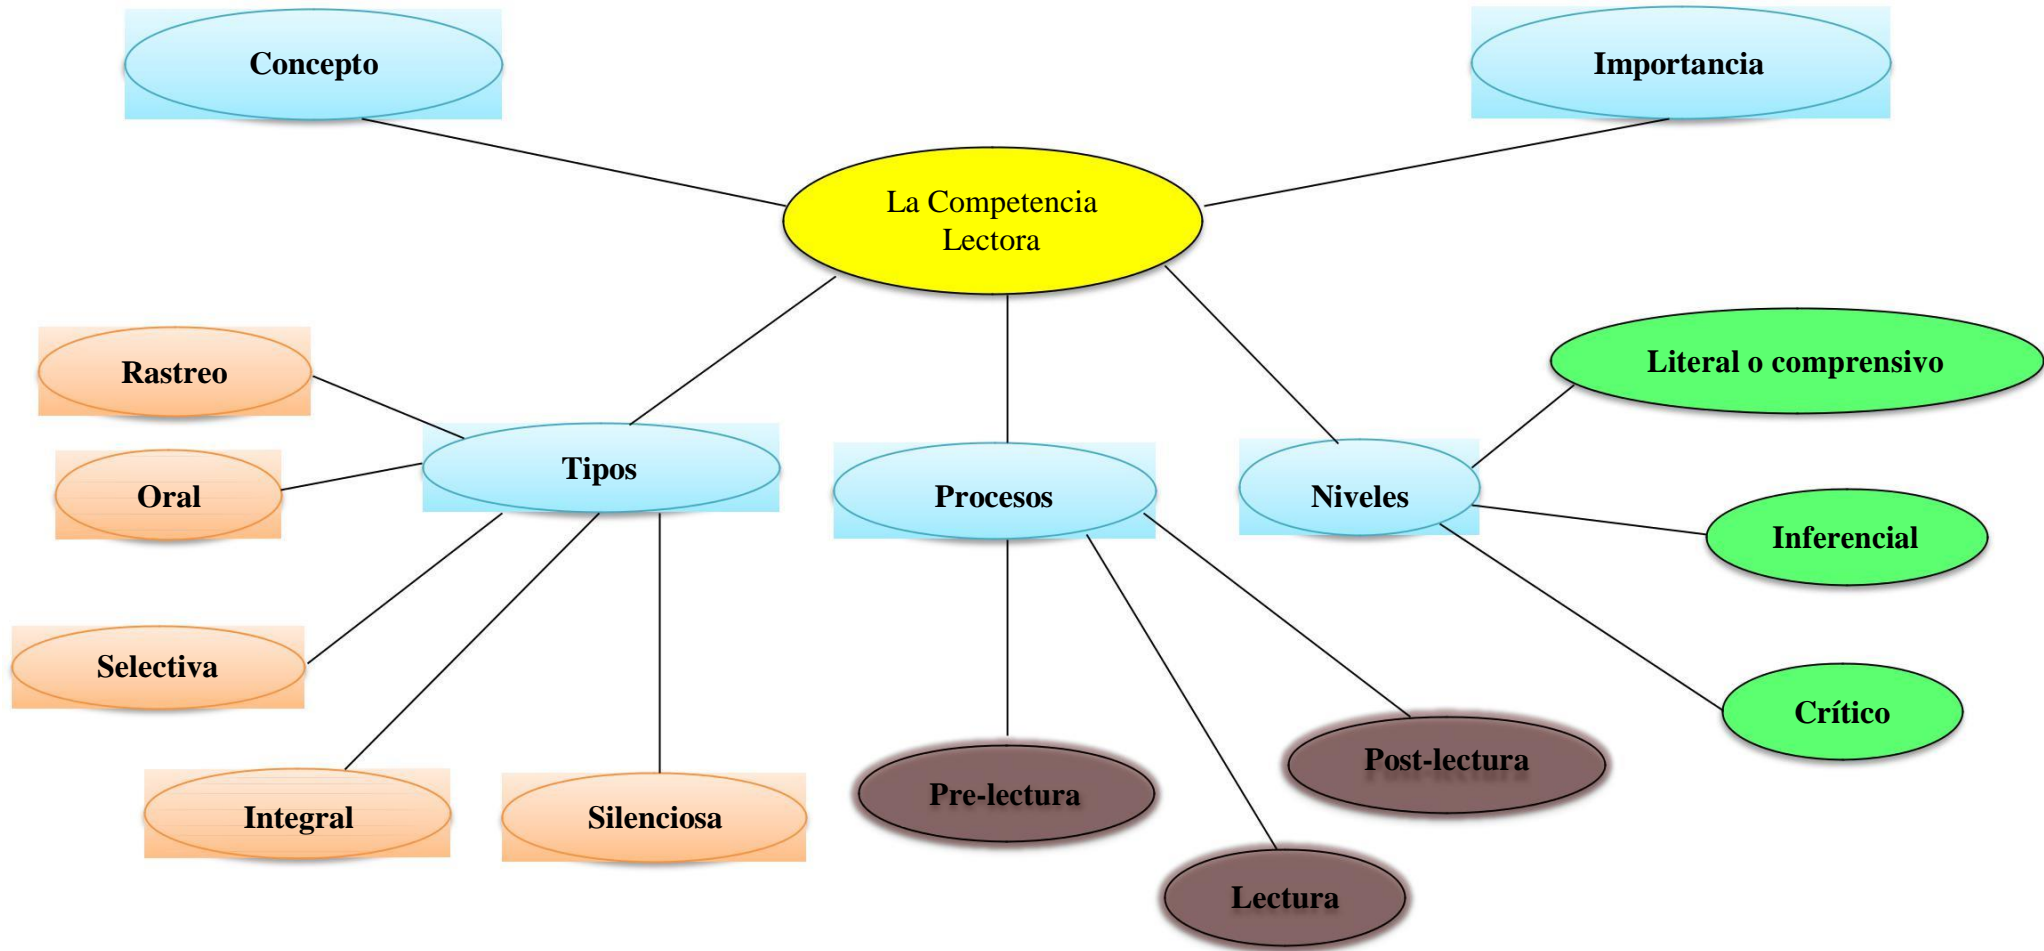 Concepto
Importancia
La Competencia
Lectora
Rastreo
Literal o comprensivo
Tipos
Oral
Procesos
Niveles
Inferencial
Selectiva
Crítico
Post-lectura
Pre-lectura
Integral
Silenciosa
Lectura